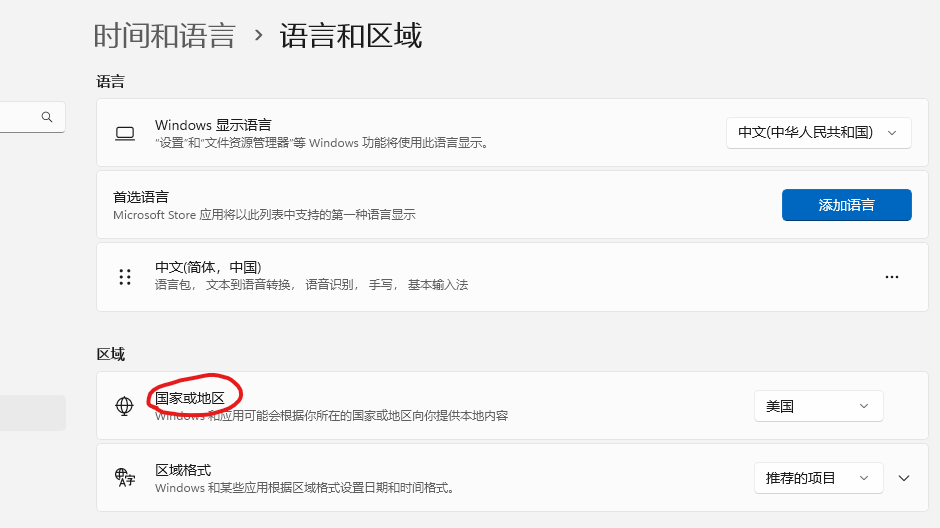 时间和语言 › 语言和区域
语言
Windows 显示语言
"设置"和"文件资源管理器"等 Windows 功能将使用此语言显示。
中文(中华人民共和国)
首选语言
Microsoft Store 应用将以此列表中支持的第一种语言显示
添加语言
中文(简体，中国)
语言包， 文本到语音转换， 语音识别， 手写， 基本输入法
区域
国家或地区
Windows 和应用可能会根据你所在的国家或地区向你提供本地内容
美国
区域格式
Windows 和某些应用根据区域格式设置日期和时间格式。
推荐的项目